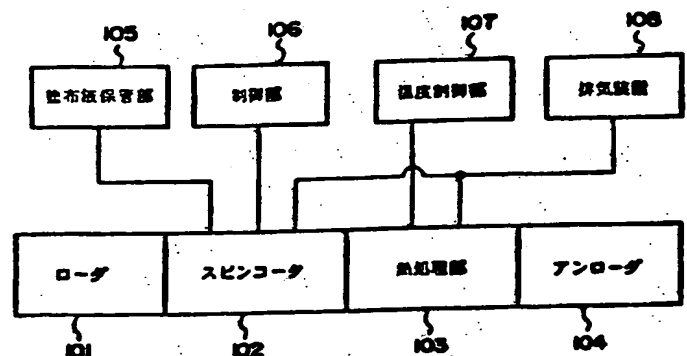 105
106
107
108
塗布液保管部
制御部
温度制御部
排気装置
ローダ
スピンコータ
熱処理部
アンローダ
101
102
103
104